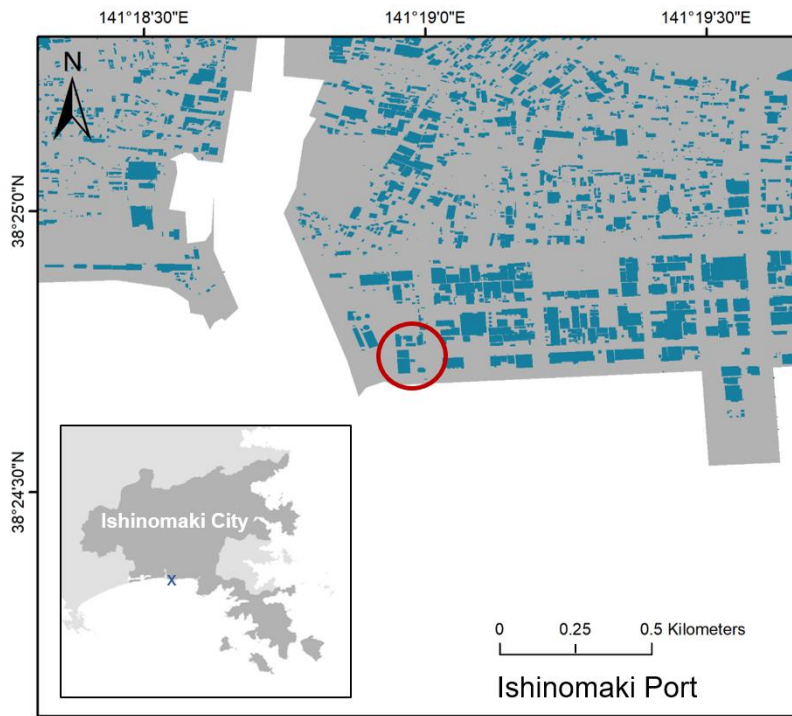 141°18'30"E 141°19'0"E 141°19'30"E
N
38°25'0"N
38°24'30"N
Ishinomaki City
X
0 0.25 0.5 Kilometers
Ishinomaki Port